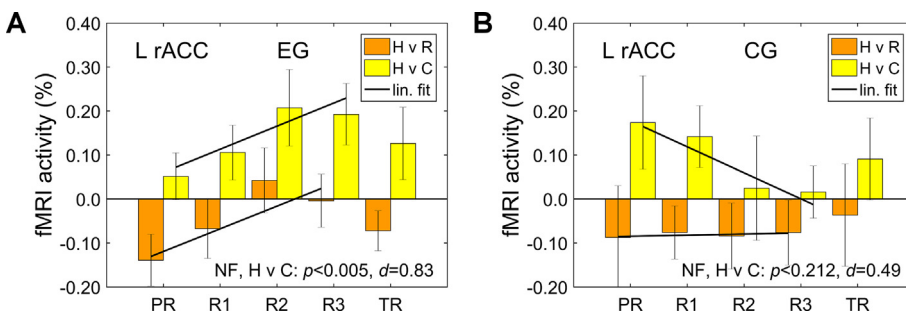 A
L rACC EG
H v R
H v C
lin. fit
fMRI activity (%)
0.40
0.30
0.20
0.10
0.0
-0.10
-0.20
NF, H v C: p<0.005, d=0.83
PR R1 R2 R3 TR
B
L rACC CG
H v R
H v C
lin. fit
fMRI activity (%)
0.40
0.30
0.20
0.10
0.0
-0.10
-0.20
NF, H v C: p<0.212, d=0.49
PR R1 R2 R3 TR